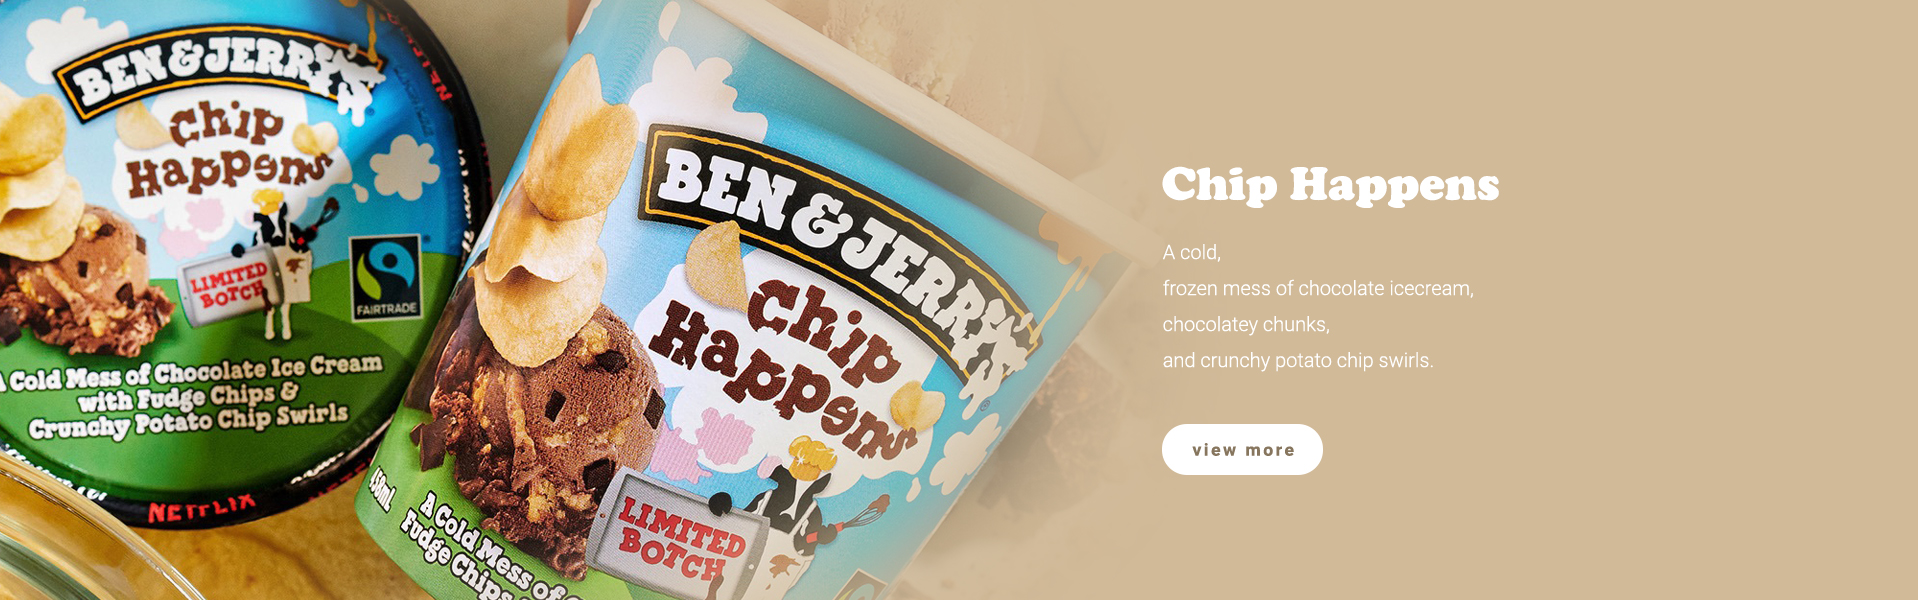 BEN & JERRY'S
Chip
Happens
LIMITED
BOTCH
FAIRTRADE
A Cold Mess of Chocolate Ice Cream
with Fudge Chips &
Crunchy Potato Chip Swirls
NETFLIX
BEN & JERRY'S
Chip
Happens
LIMITED
BOTCH
A Cold Mess of
Fudge Chips
Chip Happens
A cold,
frozen mess of chocolate icecream,
chocolatey chunks,
and crunchy potato chip swirls.
view more